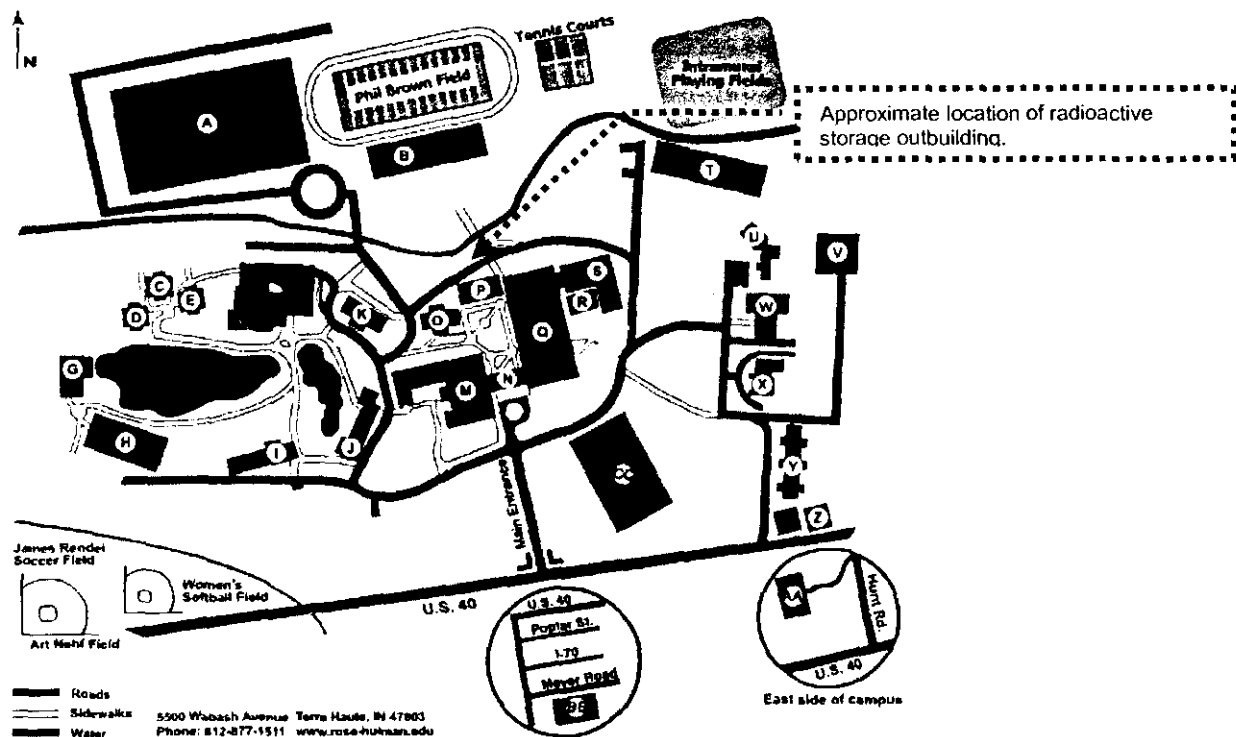 N
Tennis Courts
Phil Brown Field
Intramural
Playing Fields
Approximate location of radioactive
storage outbuilding.
A
B
T
U
V
C
E
D
S
P
R
W
K
O
Q
G
X
M
N
H
I
J
Y
Z
Main Entrance
James Rendel
Soccer Field
Women's
Softball Field
Art Nehf Field
U.S. 40
U.S. 40
Poplar St.
I-70
Meyer Road
BB
AA
Hunt Rd.
U.S. 40
East side of campus
Roads
Sidewalks
Water
5500 Wabash Avenue Terre Haute, IN 47803
Phone: 812-877-1511 www.rose-hulman.edu